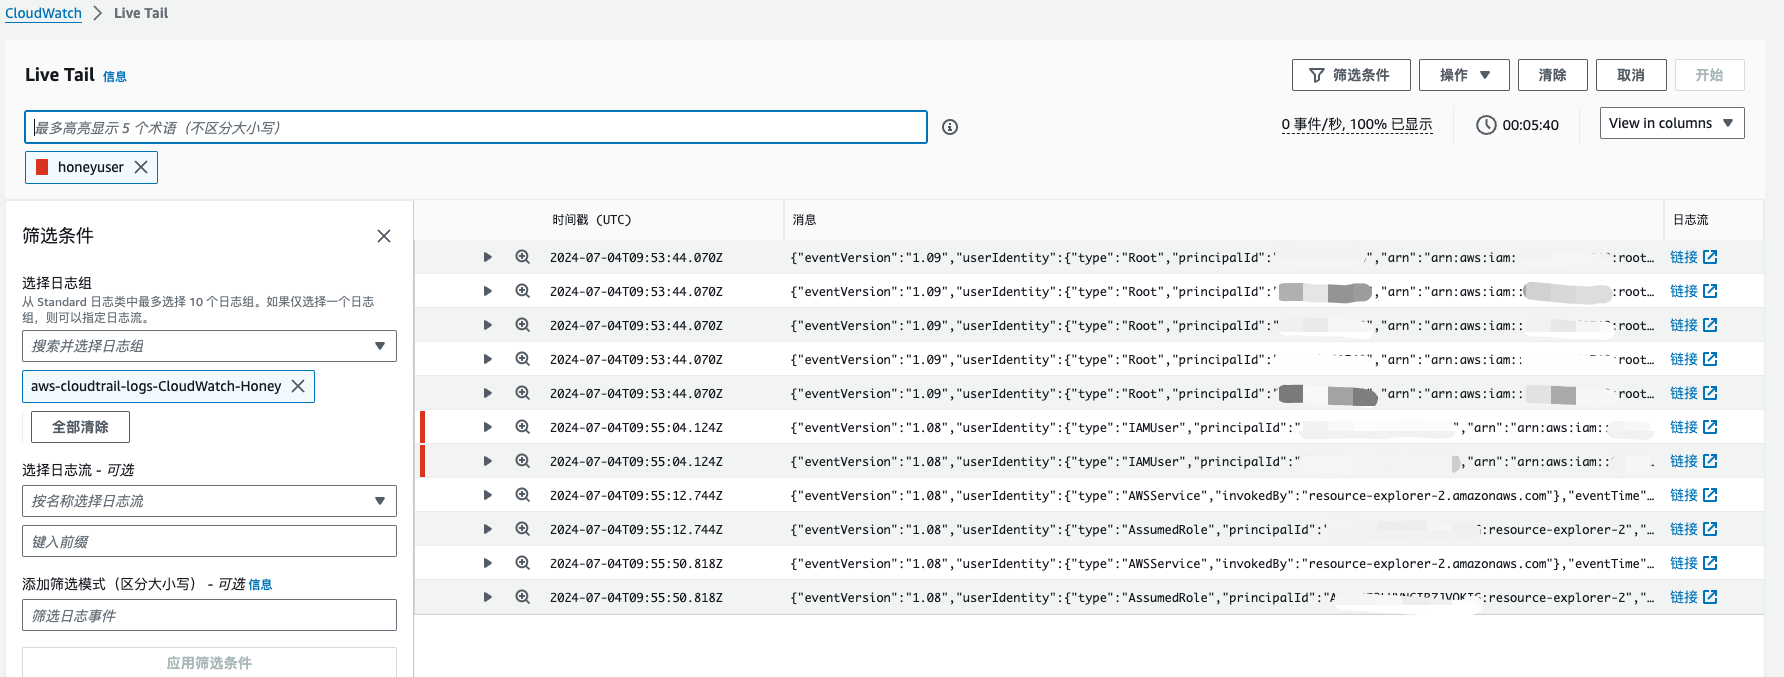 CloudWatch > Live Tail
Live Tail 信息
筛选条件 操作 清除 取消 开始
最多高亮显示 5 个术语（不区分大小写）
0 事件/秒, 100% 已显示 00:05:40 View in columns
honeyuser
筛选条件
选择日志组
从 Standard 日志类中最多选择 10 个日志组。如果仅选择一个日志
组，则可以指定日志流。
搜索并选择日志组
aws-cloudtrail-logs-CloudWatch-Honey
全部清除
选择日志流 - 可选
按名称选择日志流
键入前缀
添加筛选模式（区分大小写） - 可选 信息
筛选日志事件
应用筛选条件
时间戳 (UTC) 消息 日志流
2024-07-04T09:53:44.070Z {"eventVersion":"1.09","userIdentity":{"type":"Root","principalId":" ","arn":"arn:aws:iam: :root… 链接
2024-07-04T09:53:44.070Z {"eventVersion":"1.09","userIdentity":{"type":"Root","principalId":" ,"arn":"arn:aws:iam:: :root… 链接
2024-07-04T09:53:44.070Z {"eventVersion":"1.09","userIdentity":{"type":"Root","principalId":" ,"arn":"arn:aws:iam:: root… 链接
2024-07-04T09:53:44.070Z {"eventVersion":"1.09","userIdentity":{"type":"Root","principalId": ","arn":"arn:aws:iam:: :root… 链接
2024-07-04T09:53:44.070Z {"eventVersion":"1.09","userIdentity":{"type":"Root","principalId":" "arn":"arn:aws:iam:: root… 链接
2024-07-04T09:55:04.124Z {"eventVersion":"1.08","userIdentity":{"type":"IAMUser","principalId":" ","arn":"arn:aws:iam:: 链接
2024-07-04T09:55:04.124Z {"eventVersion":"1.08","userIdentity":{"type":"IAMUser","principalId":" ,"arn":"arn:aws:iam:: … 链接
2024-07-04T09:55:12.744Z {"eventVersion":"1.08","userIdentity":{"type":"AWSService","invokedBy":"resource-explorer-2.amazonaws.com"},"eventTime"… 链接
2024-07-04T09:55:12.744Z {"eventVersion":"1.08","userIdentity":{"type":"AssumedRole","principalId":" :resource-explorer-2","… 链接
2024-07-04T09:55:50.818Z {"eventVersion":"1.08","userIdentity":{"type":"AWSService","invokedBy":"resource-explorer-2.amazonaws.com"},"eventTime"… 链接
2024-07-04T09:55:50.818Z {"eventVersion":"1.08","userIdentity":{"type":"AssumedRole","principalId":"A :resource-explorer-2","… 链接